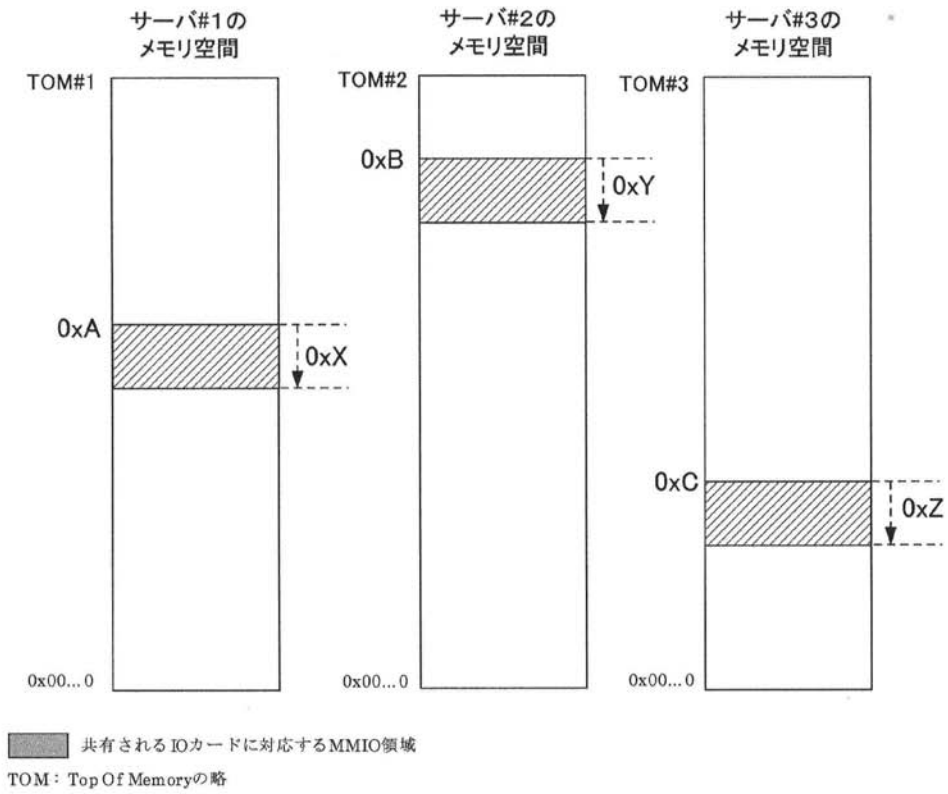 サーバ#1の
メモリ空間
サーバ#2の
メモリ空間
サーバ#3の
メモリ空間
TOM#1
TOM#2
TOM#3
0xB
0xY
0xA
0xX
0xC
0xZ
0x00...0
0x00...0
0x00...0
共有されるIOカードに対応するMMIO領域
TOM：Top Of Memoryの略